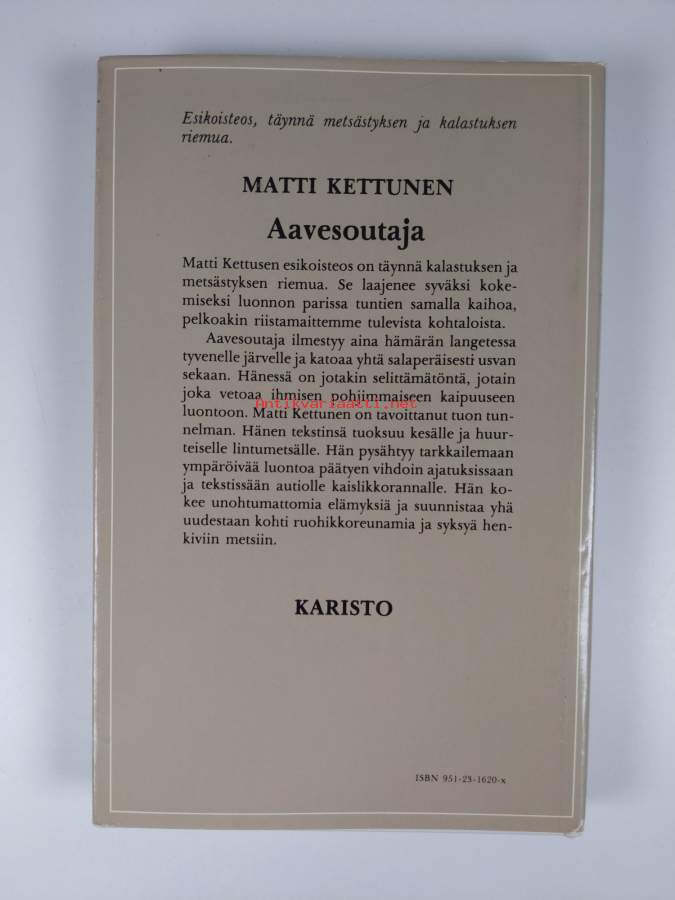 Esikoisteos, täynnä metsästyksen ja kalastuksen
riemua.
MATTI KETTUNEN
Aavesoutaja
Matti Kettusen esikoisteos on täynnä kalastuksen ja
metsästyksen riemua. Se laajenee syväksi koke-
miseksi luonnon parissa tuntien samalla kaihoa,
pelkoakin riistamaittemme tulevista kohtaloista.
Aavesoutaja ilmestyy aina hämärän langetessa
tyvenelle järvelle ja katoaa yhtä salaperäisesti usvan
sekaan. Hänessä on jotakin selittämätöntä, jotain
joka vetoaa ihmisen pohjimmaiseen kaipuuseen
Antikvariaatti.net
luontoon. Matti Kettunen on tavoittanut tuon tun-
nelman. Hänen tekstinsä tuoksuu kesälle ja huur-
teiselle lintumetsälle. Hän pysähtyy tarkkailemaan
ympäröivää luontoa päätyen vihdoin ajatuksissaan
ja tekstissään autiolle kaislikkorannalle. Hän ko-
kee unohtumattomia elämyksiä ja suunnistaa yhä
uudestaan kohti ruohikkoreunamia ja syksyä hen-
kiviin metsiin.
KARISTO
ISBN 951-23-1620-x